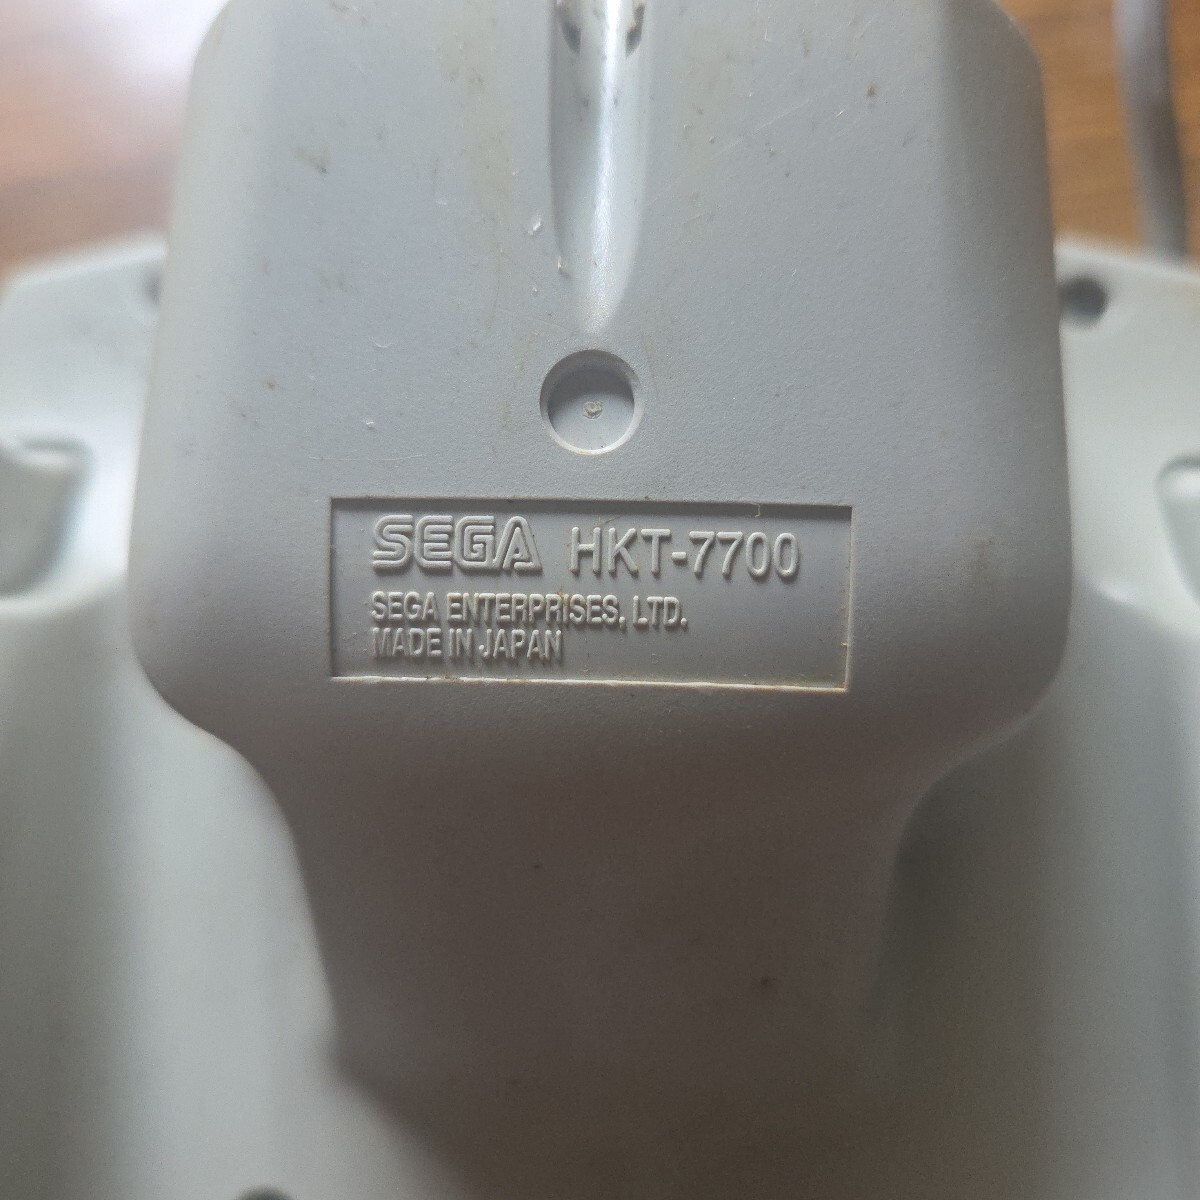 SEGA HKT-7700
SEGA ENTERPRISES, LTD.
MADE IN JAPAN